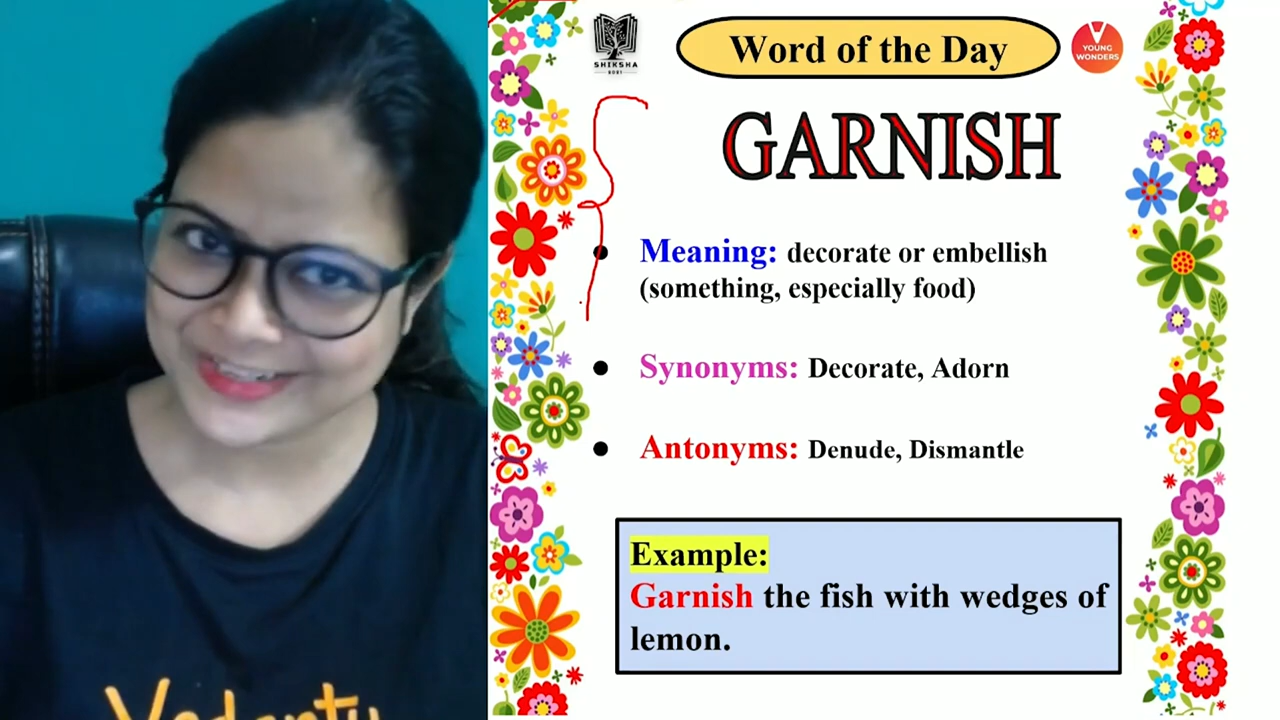 SHIKSHA
Word of the Day
V
YOUNG
WONDERS
GARNISH
• Meaning: decorate or embellish
(something, especially food)
• Synonyms: Decorate, Adorn
• Antonyms: Denude, Dismantle
Example:
Garnish the fish with wedges of
lemon.
Vedantu